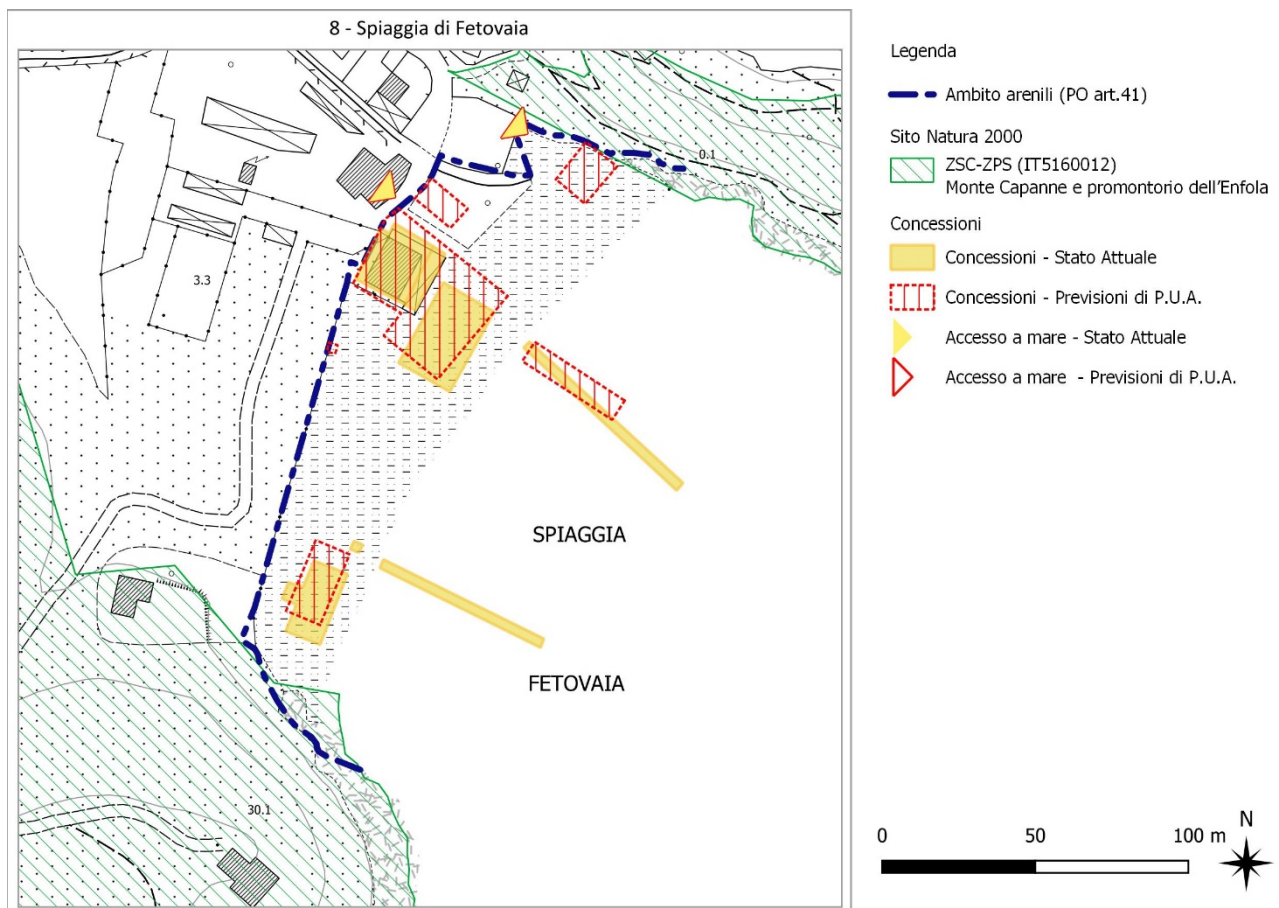 8 - Spiaggia di Fetovaia
0.1
3.3
SPIAGGIA
FETOVAIA
30.1
Legenda
Ambito arenili (PO art.41)
Sito Natura 2000
ZSC-ZPS (IT5160012)
Monte Capanne e promontorio dell'Enfola
Concessioni
Concessioni - Stato Attuale
Concessioni - Previsioni di P.U.A.
Accesso a mare - Stato Attuale
Accesso a mare - Previsioni di P.U.A.
0 50 100 m
N